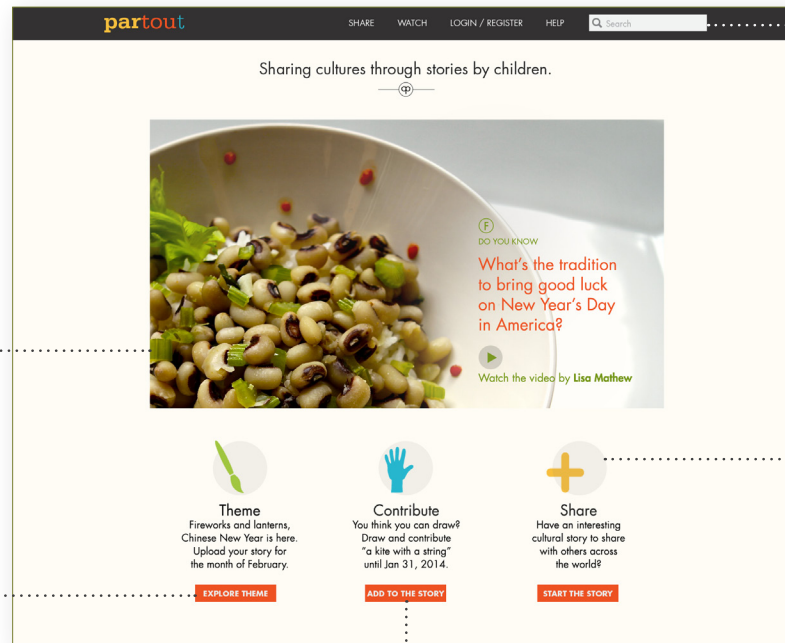 partout
SHARE WATCH LOGIN / REGISTER HELP Search
Sharing cultures through stories by children.
F
DO YOU KNOW
What's the tradition
to bring good luck
on New Year's Day
in America?
Watch the video by Lisa Mathew
Theme
Fireworks and lanterns,
Chinese New Year is here.
Upload your story for
the month of February.
EXPLORE THEME
Contribute
You think you can draw?
Draw and contribute
"a kite with a string"
until Jan 31, 2014.
ADD TO THE STORY
Share
Have an interesting
cultural story to share
with others across
the world?
START THE STORY